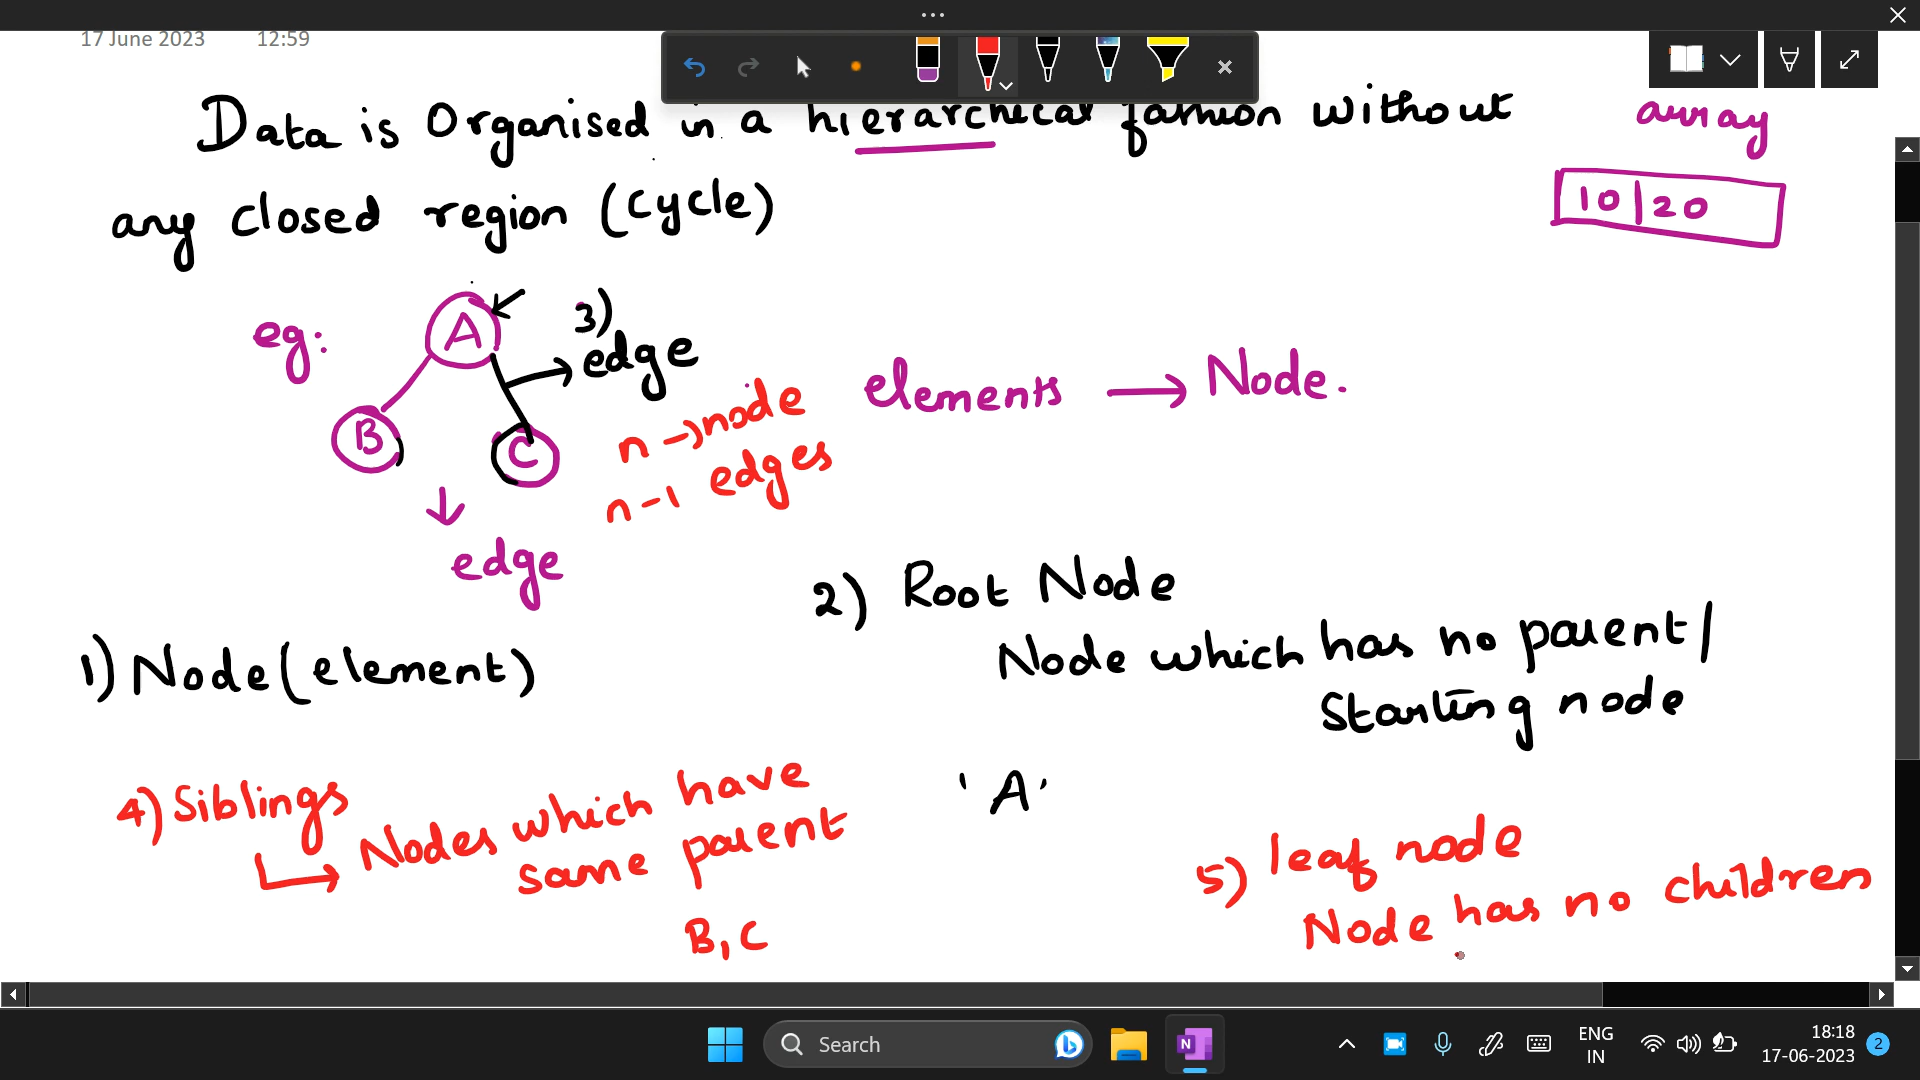 17 June 2023 12:59
Data is Organised in a hierarchical fashion without
any closed region (cycle)
array
10 | 20
eg:
A
B
C
3)
edge
n → node
n-1 edges
elements → Node.
edge
1) Node (element)
2) Root Node
Node which has no parent /
Starting node
'A'
4) Siblings
Nodes which have
same parent
B, C
5) leaf node
Node has no children
Search
N
ENG
IN
18:18
17-06-2023
2